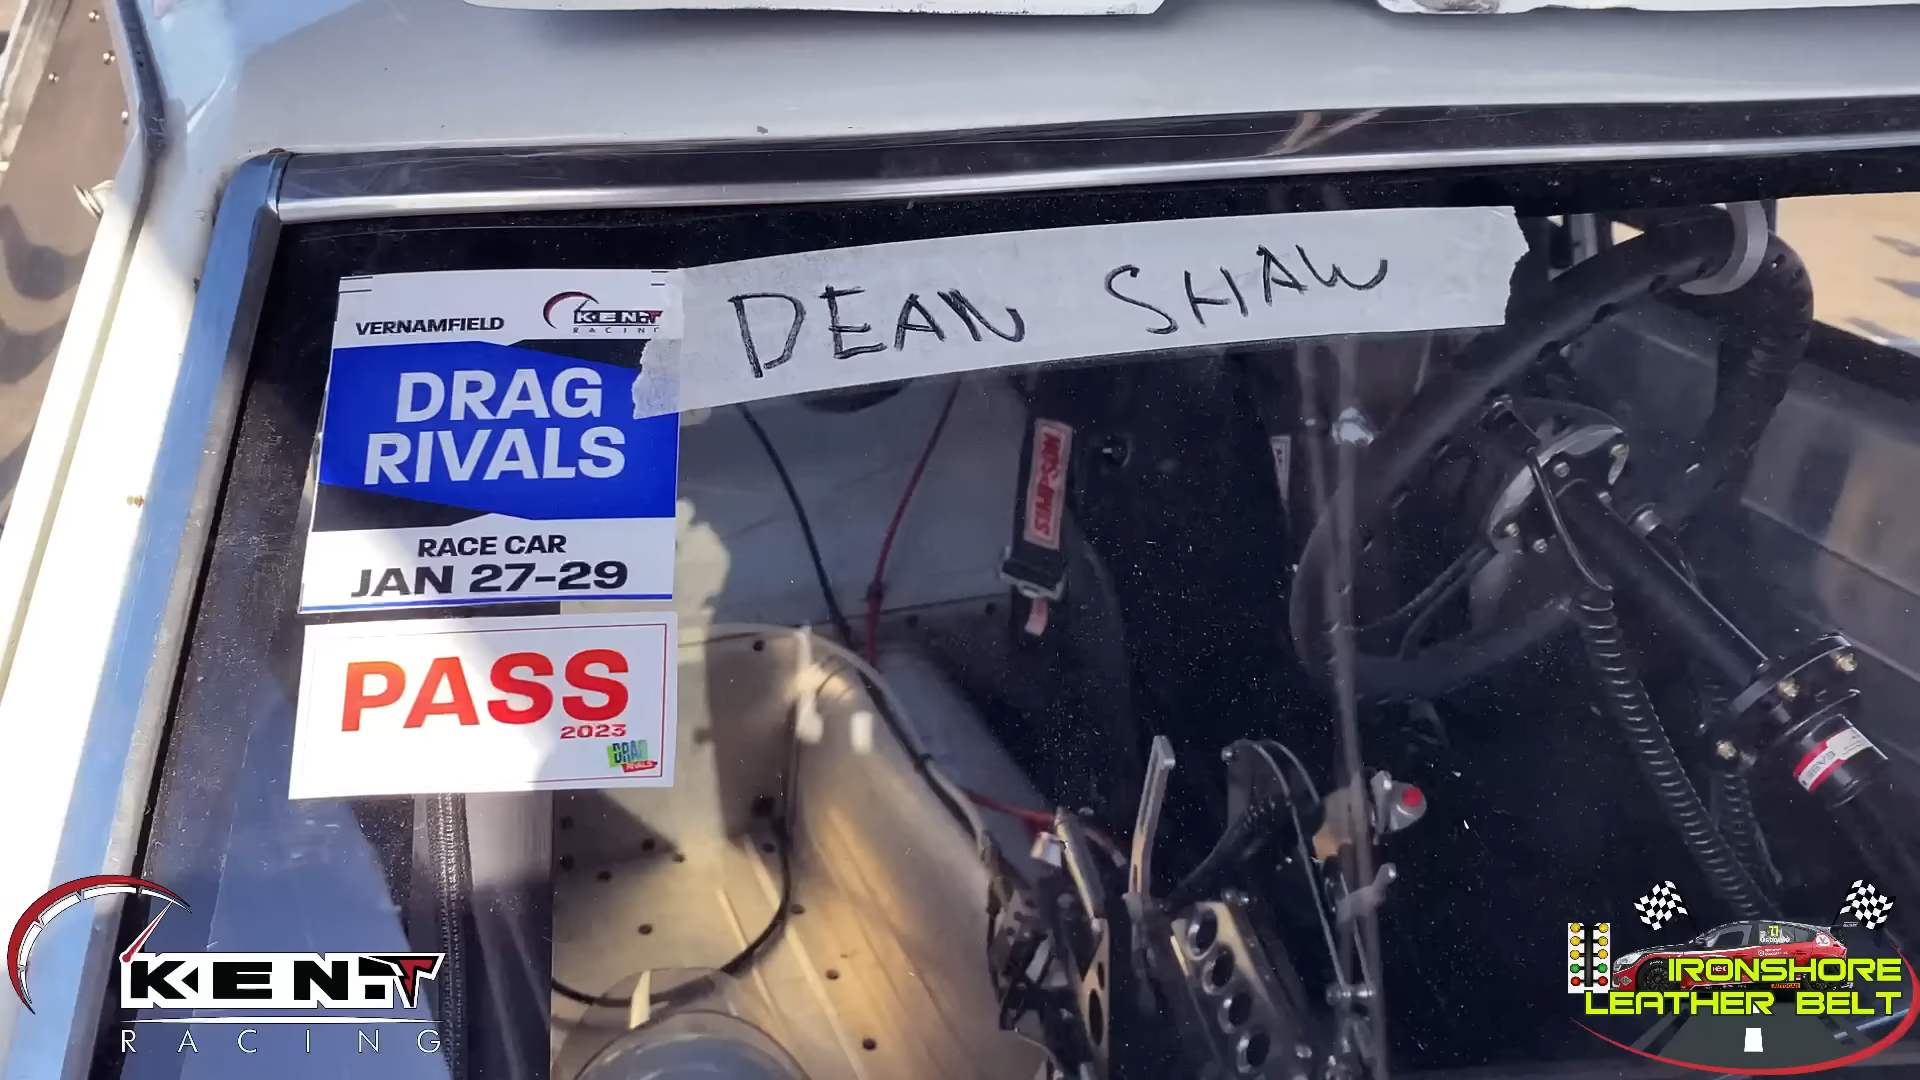 DEAN SHAW
VERNAMFIELD
KENT
RACING
DRAG
RIVALS
RACE CAR
JAN 27-29
PASS
2023
DRAG
RIVALS
SIMPSON
KENT
RACING
77
IRONSHORE
LEATHER BELT